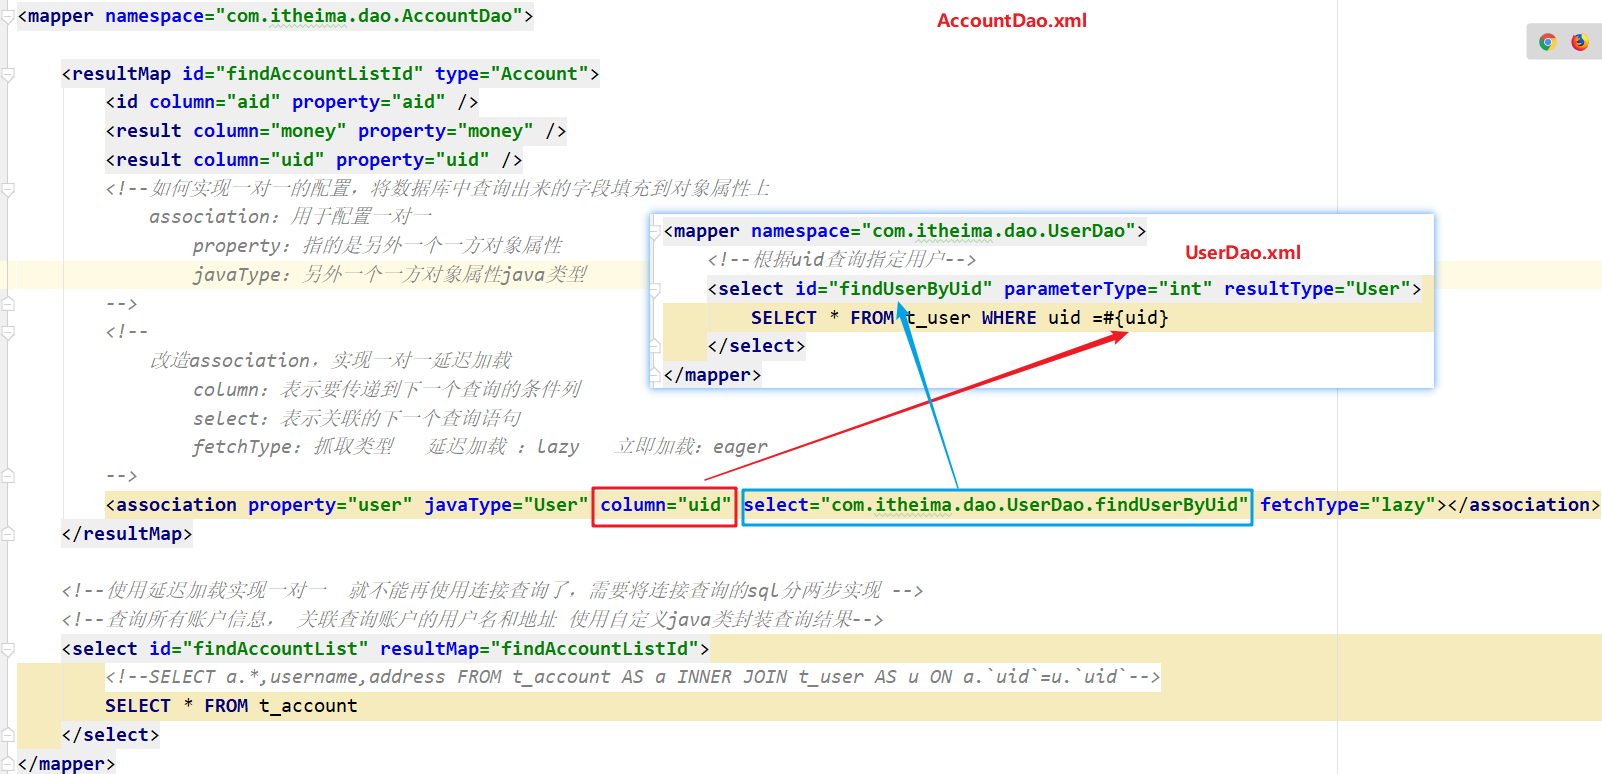 <mapper namespace="com.itheima.dao.AccountDao">
AccountDao.xml
<resultMap id="findAccountListId" type="Account">
<id column="aid" property="aid" />
<result column="money" property="money" />
<result column="uid" property="uid" />
<!--如何实现一对一的配置，将数据库中查询出来的字段填充到对象属性上
association：用于配置一对一
property：指的是另外一个一方对象属性
javaType：另外一个一方对象属性java类型
-->
<!--
改造association，实现一对一延迟加载
column：表示要传递到下一个查询的条件列
select：表示关联的下一个查询语句
fetchType：抓取类型 延迟加载 ：lazy 立即加载：eager
-->
<association property="user" javaType="User" column="uid" select="com.itheima.dao.UserDao.findUserByUid" fetchType="lazy"></association>
</resultMap>
<mapper namespace="com.itheima.dao.UserDao">
UserDao.xml
<!--根据uid查询指定用户-->
<select id="findUserByUid" parameterType="int" resultType="User">
SELECT * FROM t_user WHERE uid =#{uid}
</select>
</mapper>
<!--使用延迟加载实现一对一 就不能再使用连接查询了，需要将连接查询的sql分两步实现 -->
<!--查询所有账户信息， 关联查询账户的用户名和地址 使用自定义java类封装查询结果-->
<select id="findAccountList" resultMap="findAccountListId">
<!--SELECT a.*,username,address FROM t_account AS a INNER JOIN t_user AS u ON a.`uid`=u.`uid`-->
SELECT * FROM t_account
</select>
</mapper>